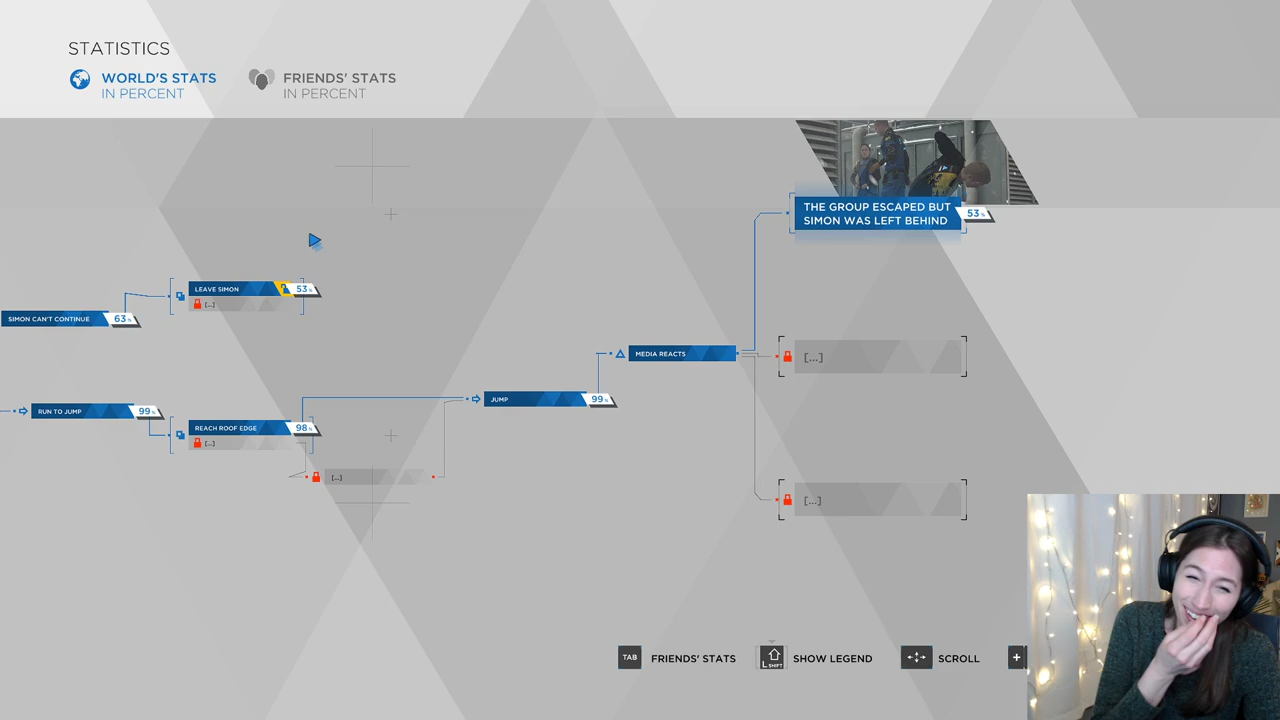 STATISTICS
WORLD'S STATS
IN PERCENT
FRIENDS' STATS
IN PERCENT
THE GROUP ESCAPED BUT
SIMON WAS LEFT BEHIND
53%
LEAVE SIMON
53%
[...]
SIMON CAN'T CONTINUE
63%
MEDIA REACTS
[...]
JUMP
99%
RUN TO JUMP
99%
REACH ROOF EDGE
98%
[...]
[...]
[...]
TAB
FRIENDS' STATS
L SHIFT
SHOW LEGEND
SCROLL
+